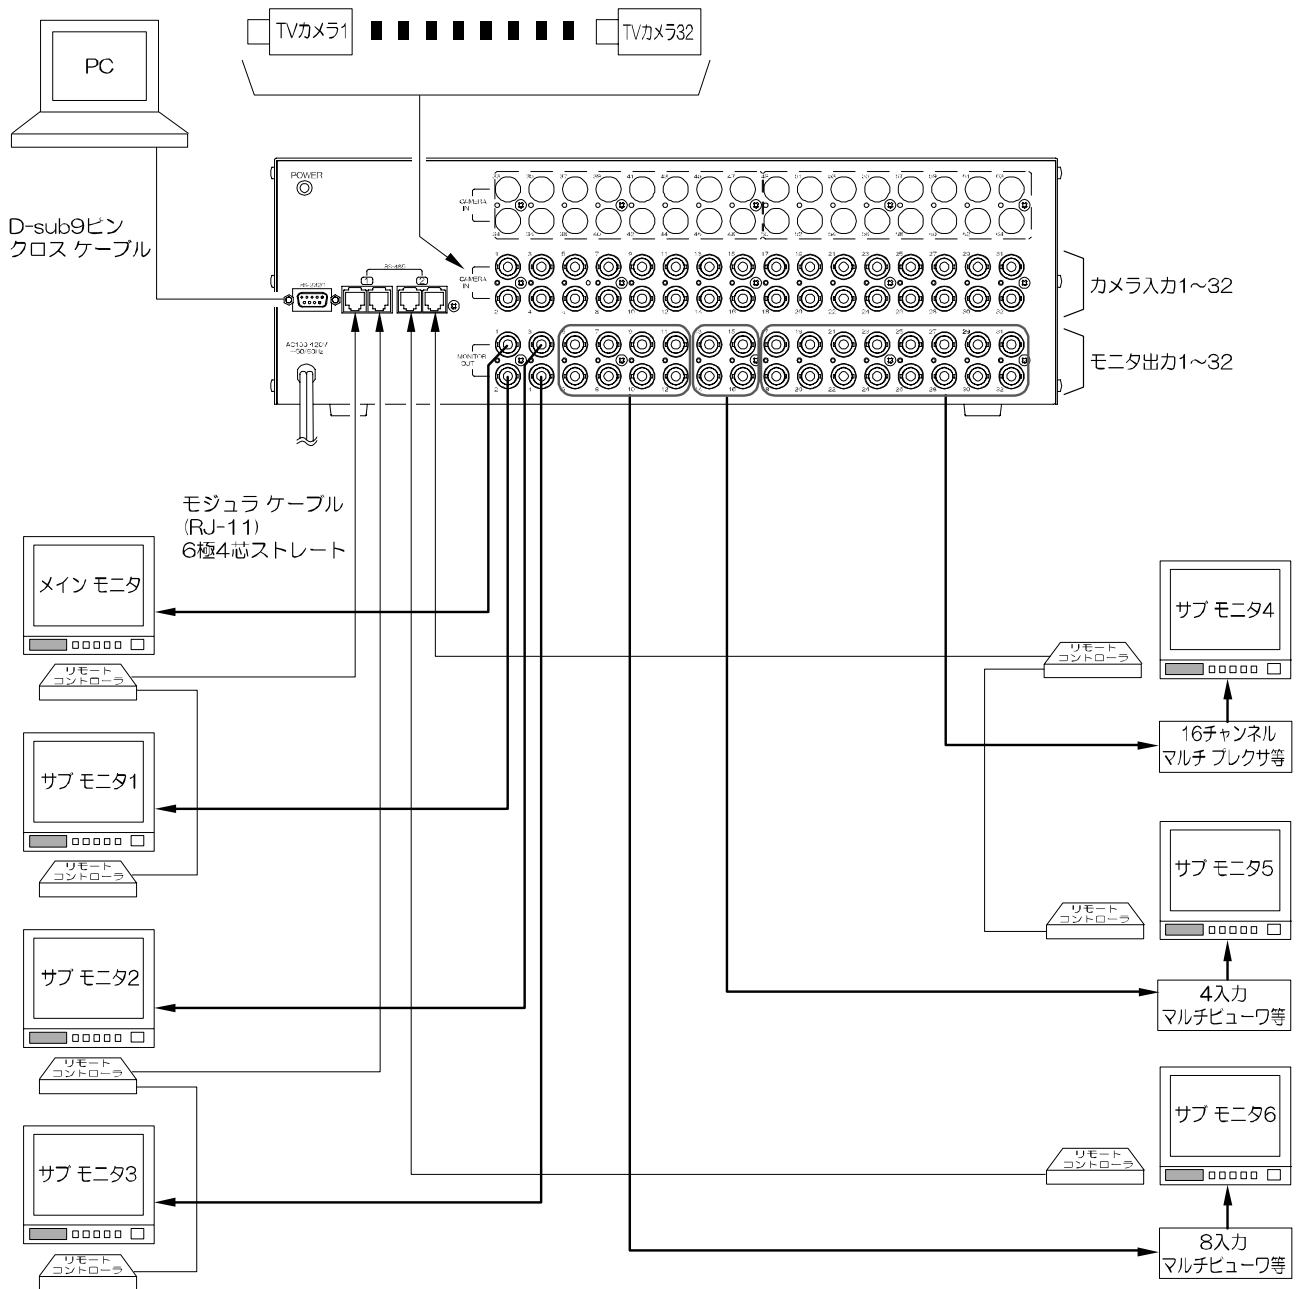 TVカメラ1
TVカメラ32
PC
D-sub9ピン
クロス ケーブル
POWER
CAMERA
IN
RS-485
1
2
RS-232C
CAMERA
IN
カメラ入力1～32
MONITOR
OUT
モニタ出力1～32
モジュラ ケーブル
(RJ-11)
6極4芯ストレート
メイン モニタ
リモート
コントローラ
サブ モニタ1
リモート
コントローラ
サブ モニタ2
リモート
コントローラ
サブ モニタ3
リモート
コントローラ
サブ モニタ4
リモート
コントローラ
16チャンネル
マルチ プレクサ等
サブ モニタ5
リモート
コントローラ
4入力
マルチビューワ等
サブ モニタ6
リモート
コントローラ
8入力
マルチビューワ等